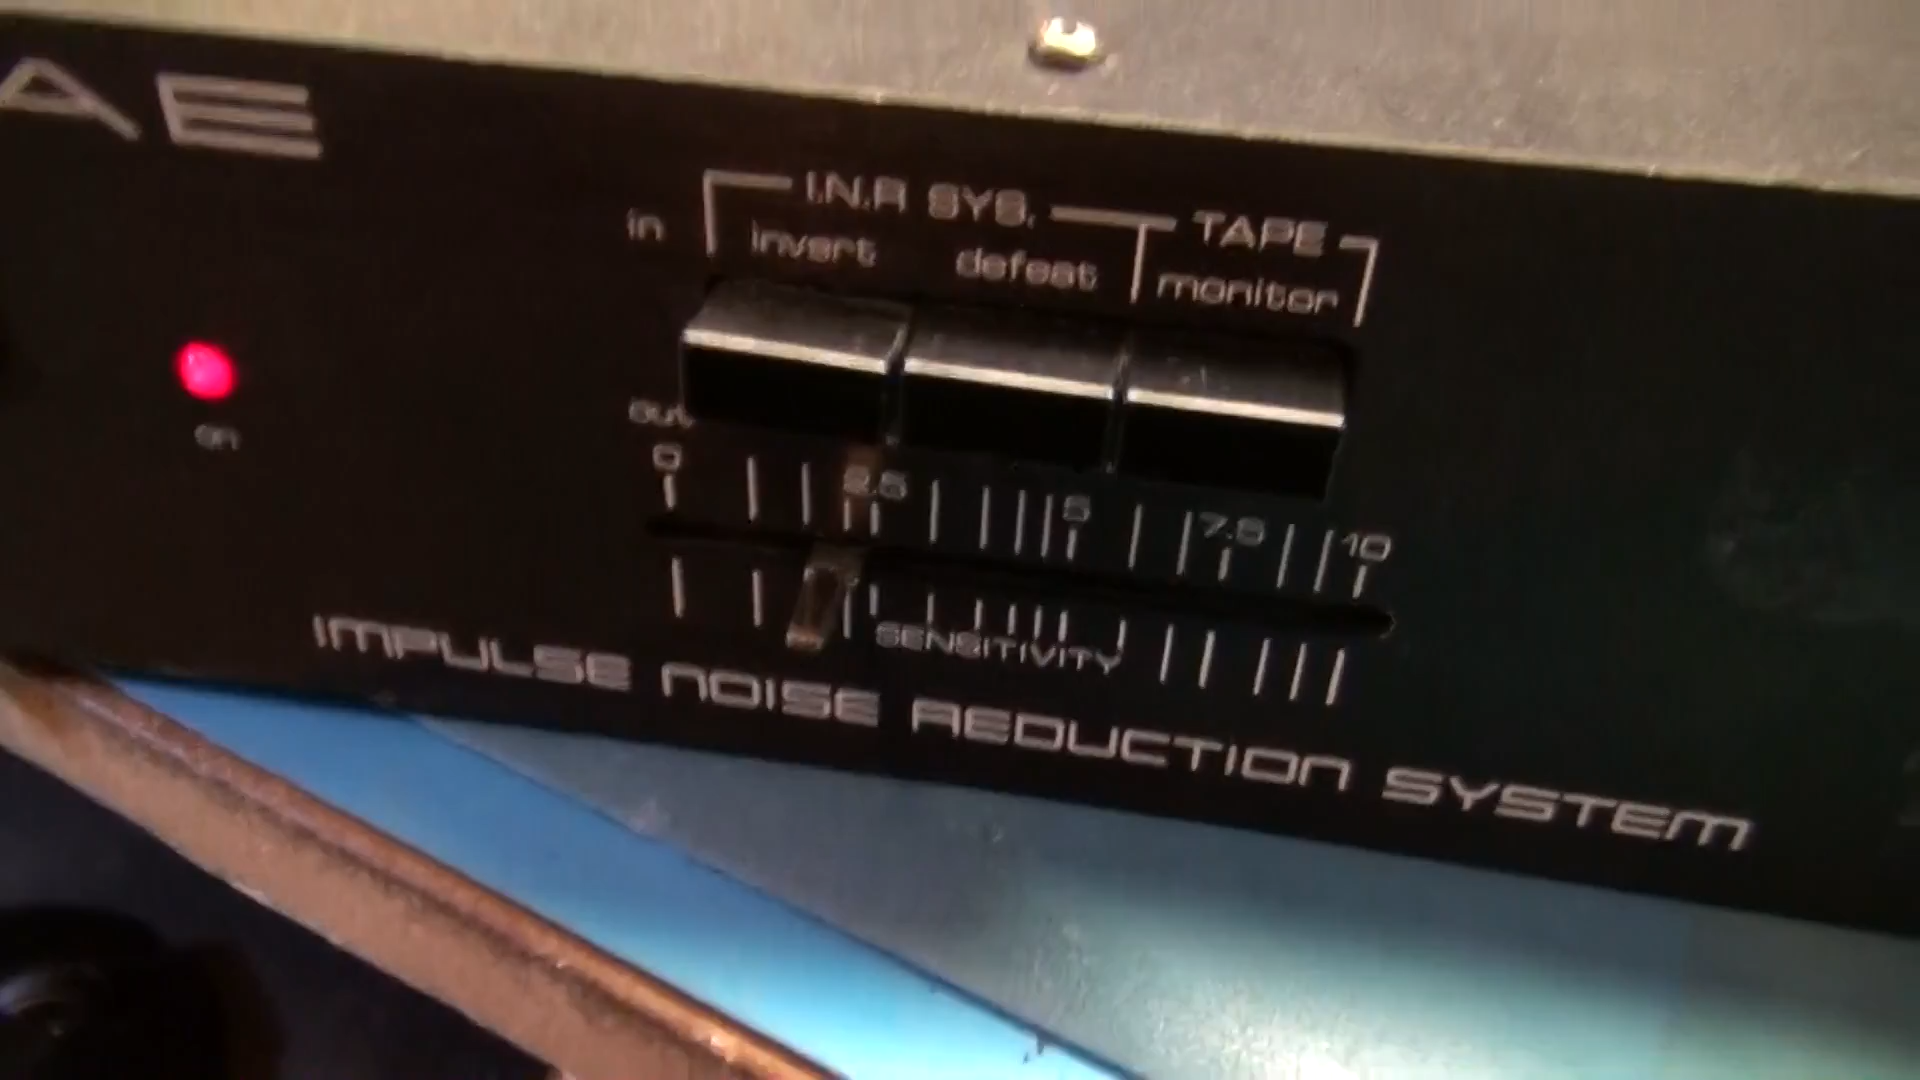 AE
I.N.R SYS. TAPE
in invert defeat monitor
on
out
0 2.5 5 7.5 10
SENSITIVITY
IMPULSE NOISE REDUCTION SYSTEM